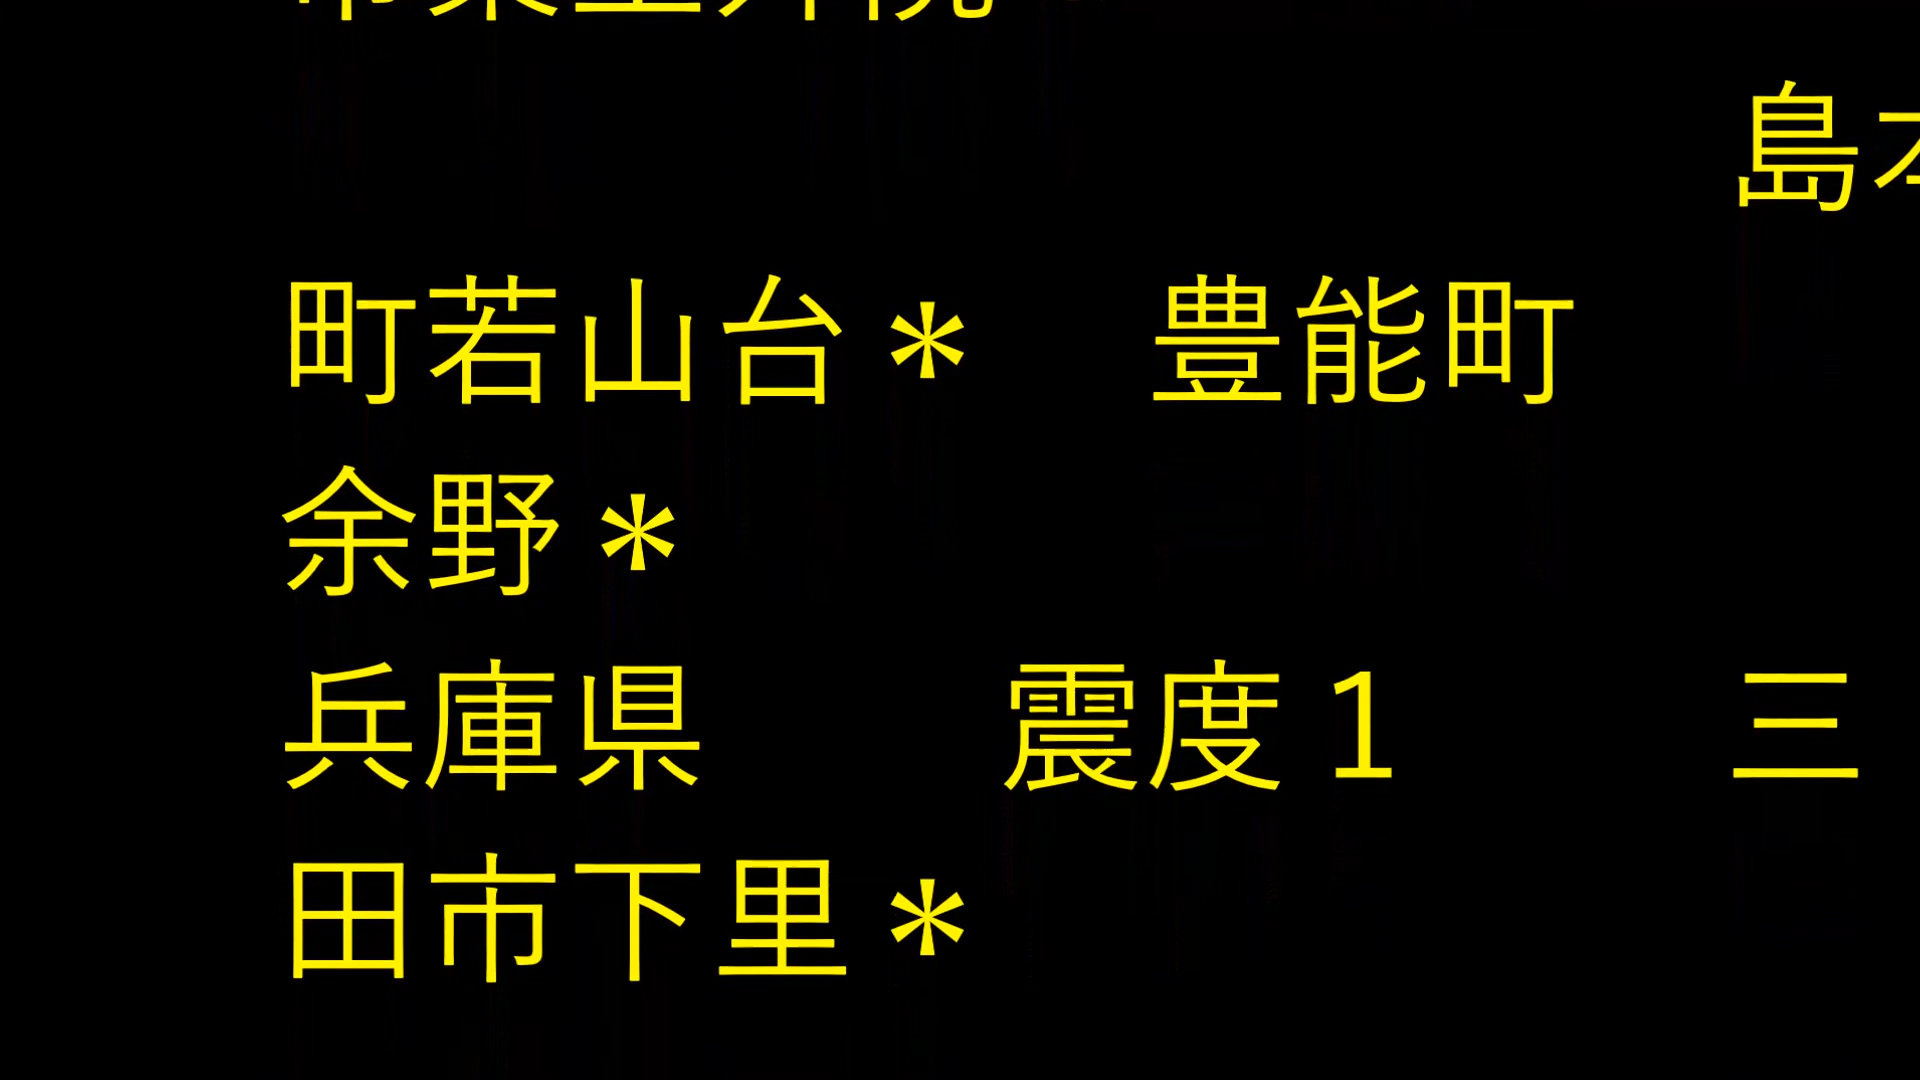 島本
町若山台＊　豊能町
余野＊
兵庫県　　震度１　　三
田市下里＊